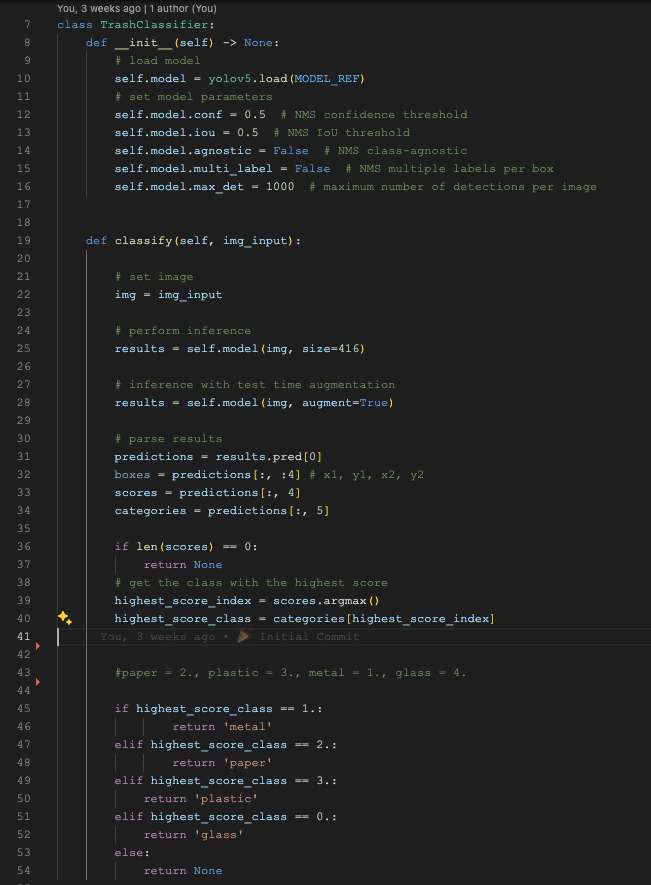 You, 3 weeks ago | 1 author (You)
7 class TrashClassifier:
8     def __init__(self) -> None:
9         # load model
10         self.model = yolov5.load(MODEL_REF)
11         # set model parameters
12         self.model.conf = 0.5  # NMS confidence threshold
13         self.model.iou = 0.5  # NMS IoU threshold
14         self.model.agnostic = False  # NMS class-agnostic
15         self.model.multi_label = False  # NMS multiple labels per box
16         self.model.max_det = 1000  # maximum number of detections per image
17
18
19     def classify(self, img_input):
20
21         # set image
22         img = img_input
23
24         # perform inference
25         results = self.model(img, size=416)
26
27         # inference with test time augmentation
28         results = self.model(img, augment=True)
29
30         # parse results
31         predictions = results.pred[0]
32         boxes = predictions[:, :4] # x1, y1, x2, y2
33         scores = predictions[:, 4]
34         categories = predictions[:, 5]
35
36         if len(scores) == 0:
37             return None
38         # get the class with the highest score
39         highest_score_index = scores.argmax()
40         highest_score_class = categories[highest_score_index]
41       You, 3 weeks ago • 🎉 Initial Commit
42
43         #paper = 2., plastic = 3., metal = 1., glass = 4.
44
45         if highest_score_class == 1.:
46                 return 'metal'
47         elif highest_score_class == 2.:
48                 return 'paper'
49         elif highest_score_class == 3.:
50             return 'plastic'
51         elif highest_score_class == 0.:
52             return 'glass'
53         else:
54             return None